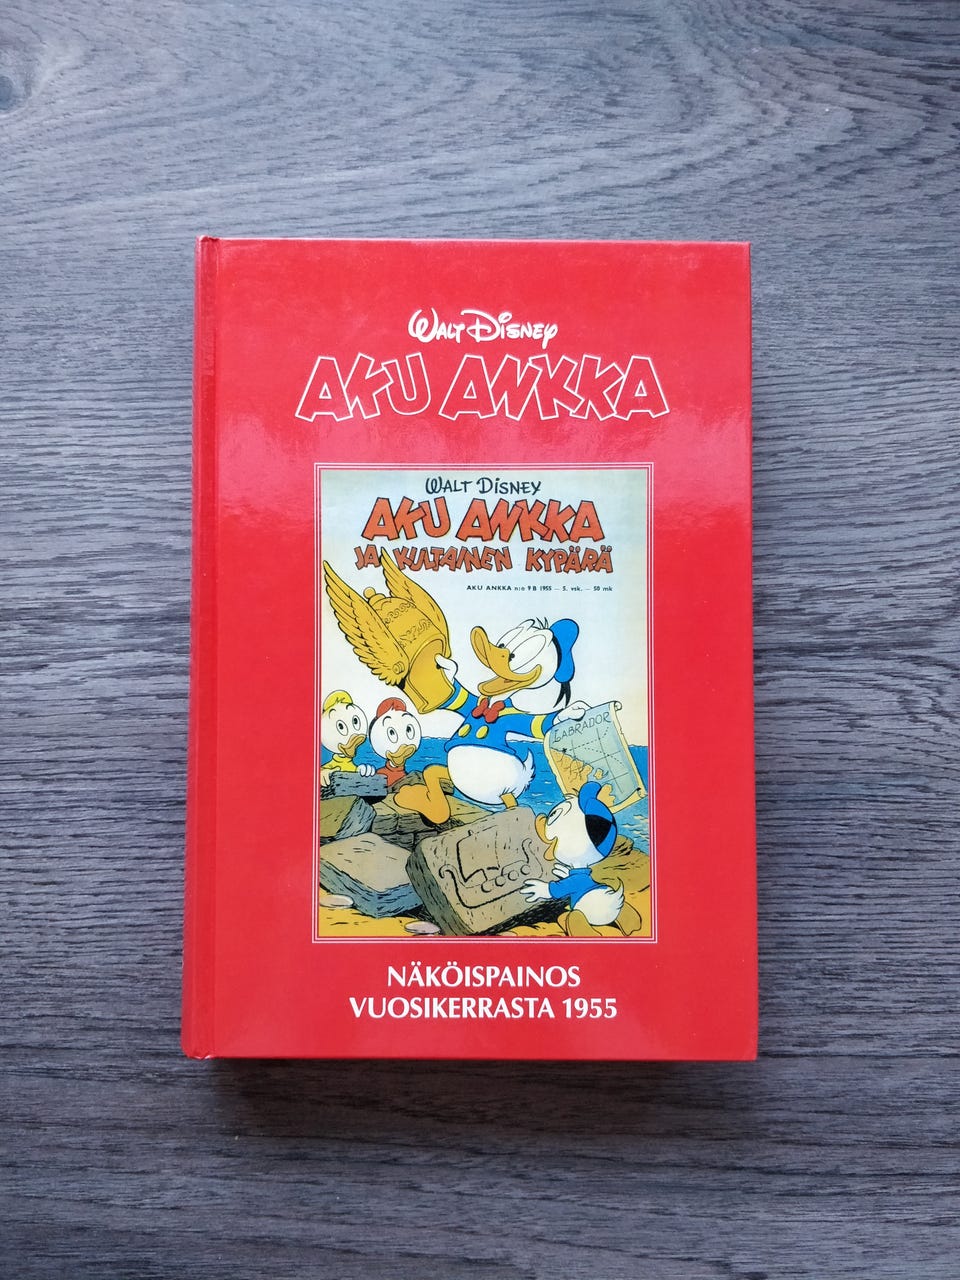 WALT DISNEY
AKU ANKKA
WALT DISNEY
AKU ANKKA
JA KULTAINEN KYPÄRÄ
AKU ANKKA n:o 9 B 1955 — 5. vsk. — 50 mk
LABRADOR
NÄKÖISPAINOS
VUOSIKERRASTA 1955